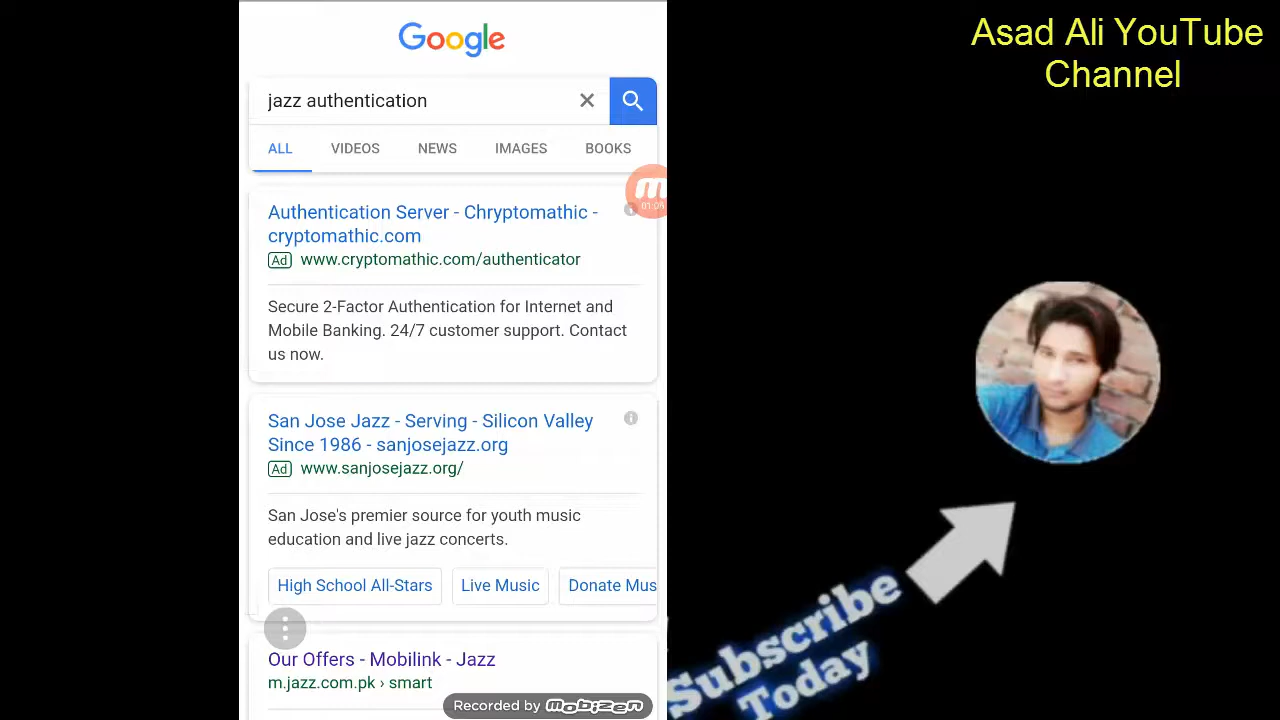 Google
jazz authentication
ALL VIDEOS NEWS IMAGES BOOKS
01:04
Authentication Server - Chryptomathic -
cryptomathic.com
Ad www.cryptomathic.com/authenticator
Secure 2-Factor Authentication for Internet and
Mobile Banking. 24/7 customer support. Contact
us now.
San Jose Jazz - Serving - Silicon Valley
Since 1986 - sanjosejazz.org
Ad www.sanjosejazz.org/
San Jose's premier source for youth music
education and live jazz concerts.
High School All-Stars Live Music Donate Mus
Our Offers - Mobilink - Jazz
m.jazz.com.pk › smart
Recorded by mobizen
Asad Ali YouTube
Channel
Subscribe
Today